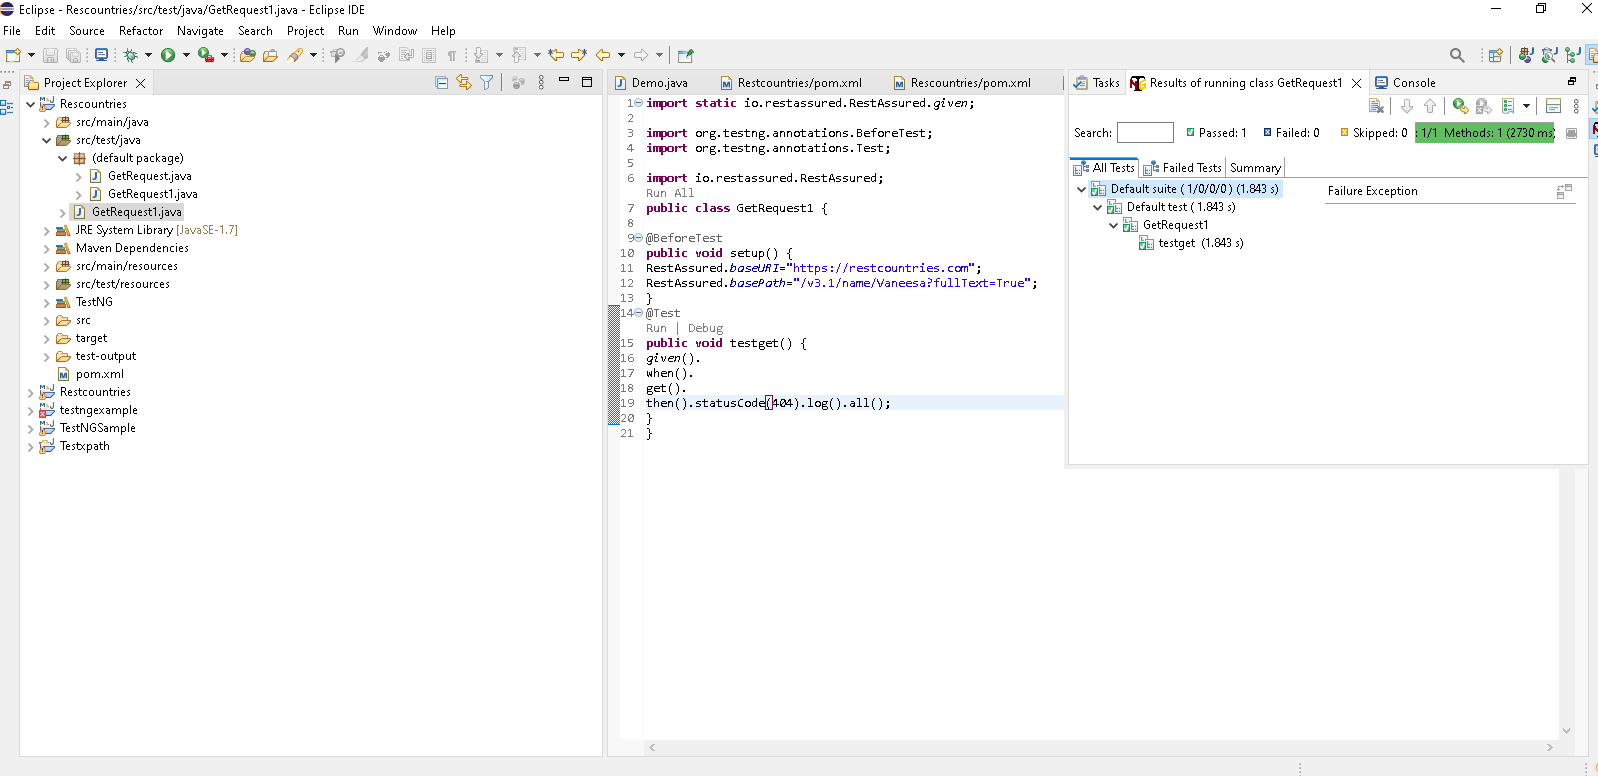 Eclipse - Rescountries/src/test/java/GetRequest1.java - Eclipse IDE
File Edit Source Refactor Navigate Search Project Run Window Help
Project Explorer
Rescountries
src/main/java
src/test/java
(default package)
GetRequest.java
GetRequest1.java
GetRequest1.java
JRE System Library [JavaSE-1.7]
Maven Dependencies
src/main/resources
src/test/resources
TestNG
src
target
test-output
pom.xml
Restcountries
testngexample
TestNGSample
Testxpath
Demo.java Restcountries/pom.xml Rescountries/pom.xml
1 import static io.restassured.RestAssured.given;
2
3 import org.testng.annotations.BeforeTest;
4 import org.testng.annotations.Test;
5
6 import io.restassured.RestAssured;
Run All
7 public class GetRequest1 {
8
9 @BeforeTest
10 public void setup() {
11 RestAssured.baseURI="https://restcountries.com";
12 RestAssured.basePath="/v3.1/name/Vaneesa?fullText=True";
13 }
14 @Test
Run | Debug
15 public void testget() {
16 given().
17 when().
18 get().
19 then().statusCode(404).log().all();
20 }
21 }
Tasks Results of running class GetRequest1 Console
Search: Passed: 1 Failed: 0 Skipped: 0 : 1/1 Methods: 1 (2730 ms)
All Tests Failed Tests Summary
Default suite ( 1/0/0/0 ) (1.843 s)
Default test ( 1.843 s)
GetRequest1
testget (1.843 s)
Failure Exception